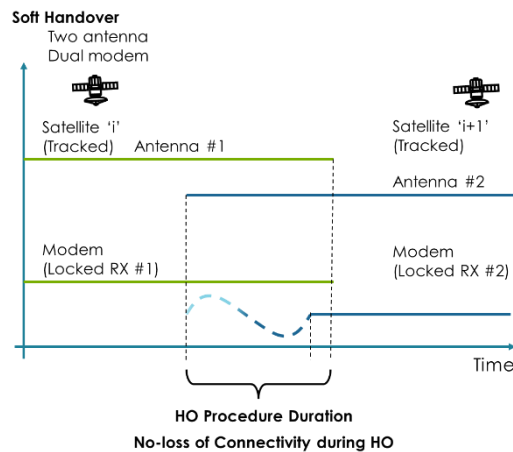 Soft Handover
Two antenna
Dual modem
Satellite ‘i’
(Tracked)
Antenna #1
Satellite ‘i+1’
(Tracked)
Antenna #2
Modem
(Locked RX #1)
Modem
(Locked RX #2)
Time
HO Procedure Duration
No-loss of Connectivity during HO